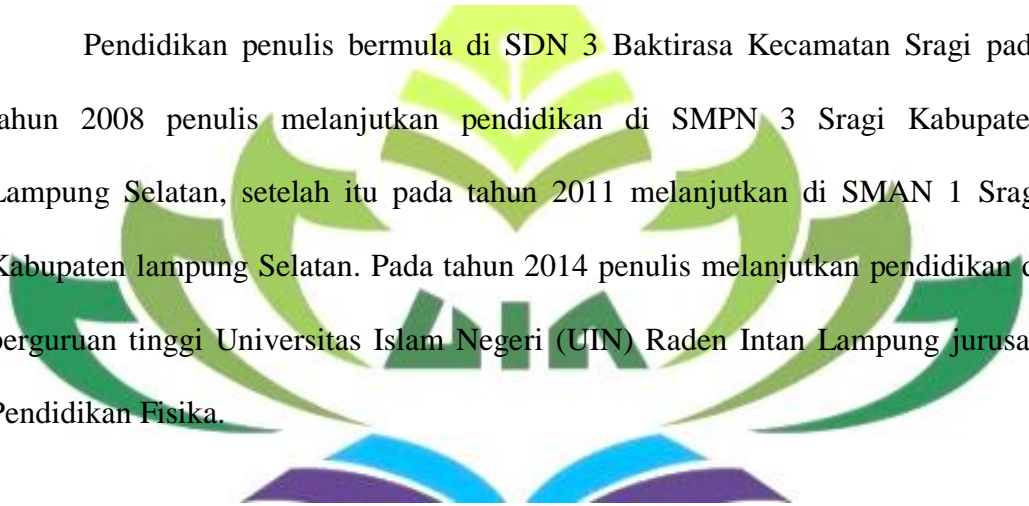 Pendidikan penulis bermula di SDN 3 Baktirasa Kecamatan Sragi pad
ahun 2008 penulis melanjutkan pendidikan di SMPN 3 Sragi Kabupate
Lampung Selatan, setelah itu pada tahun 2011 melanjutkan di SMAN 1 Srag
Kabupaten lampung Selatan. Pada tahun 2014 penulis melanjutkan pendidikan d
perguruan tinggi Universitas Islam Negeri (UIN) Raden Intan Lampung jurusa
Pendidikan Fisika.